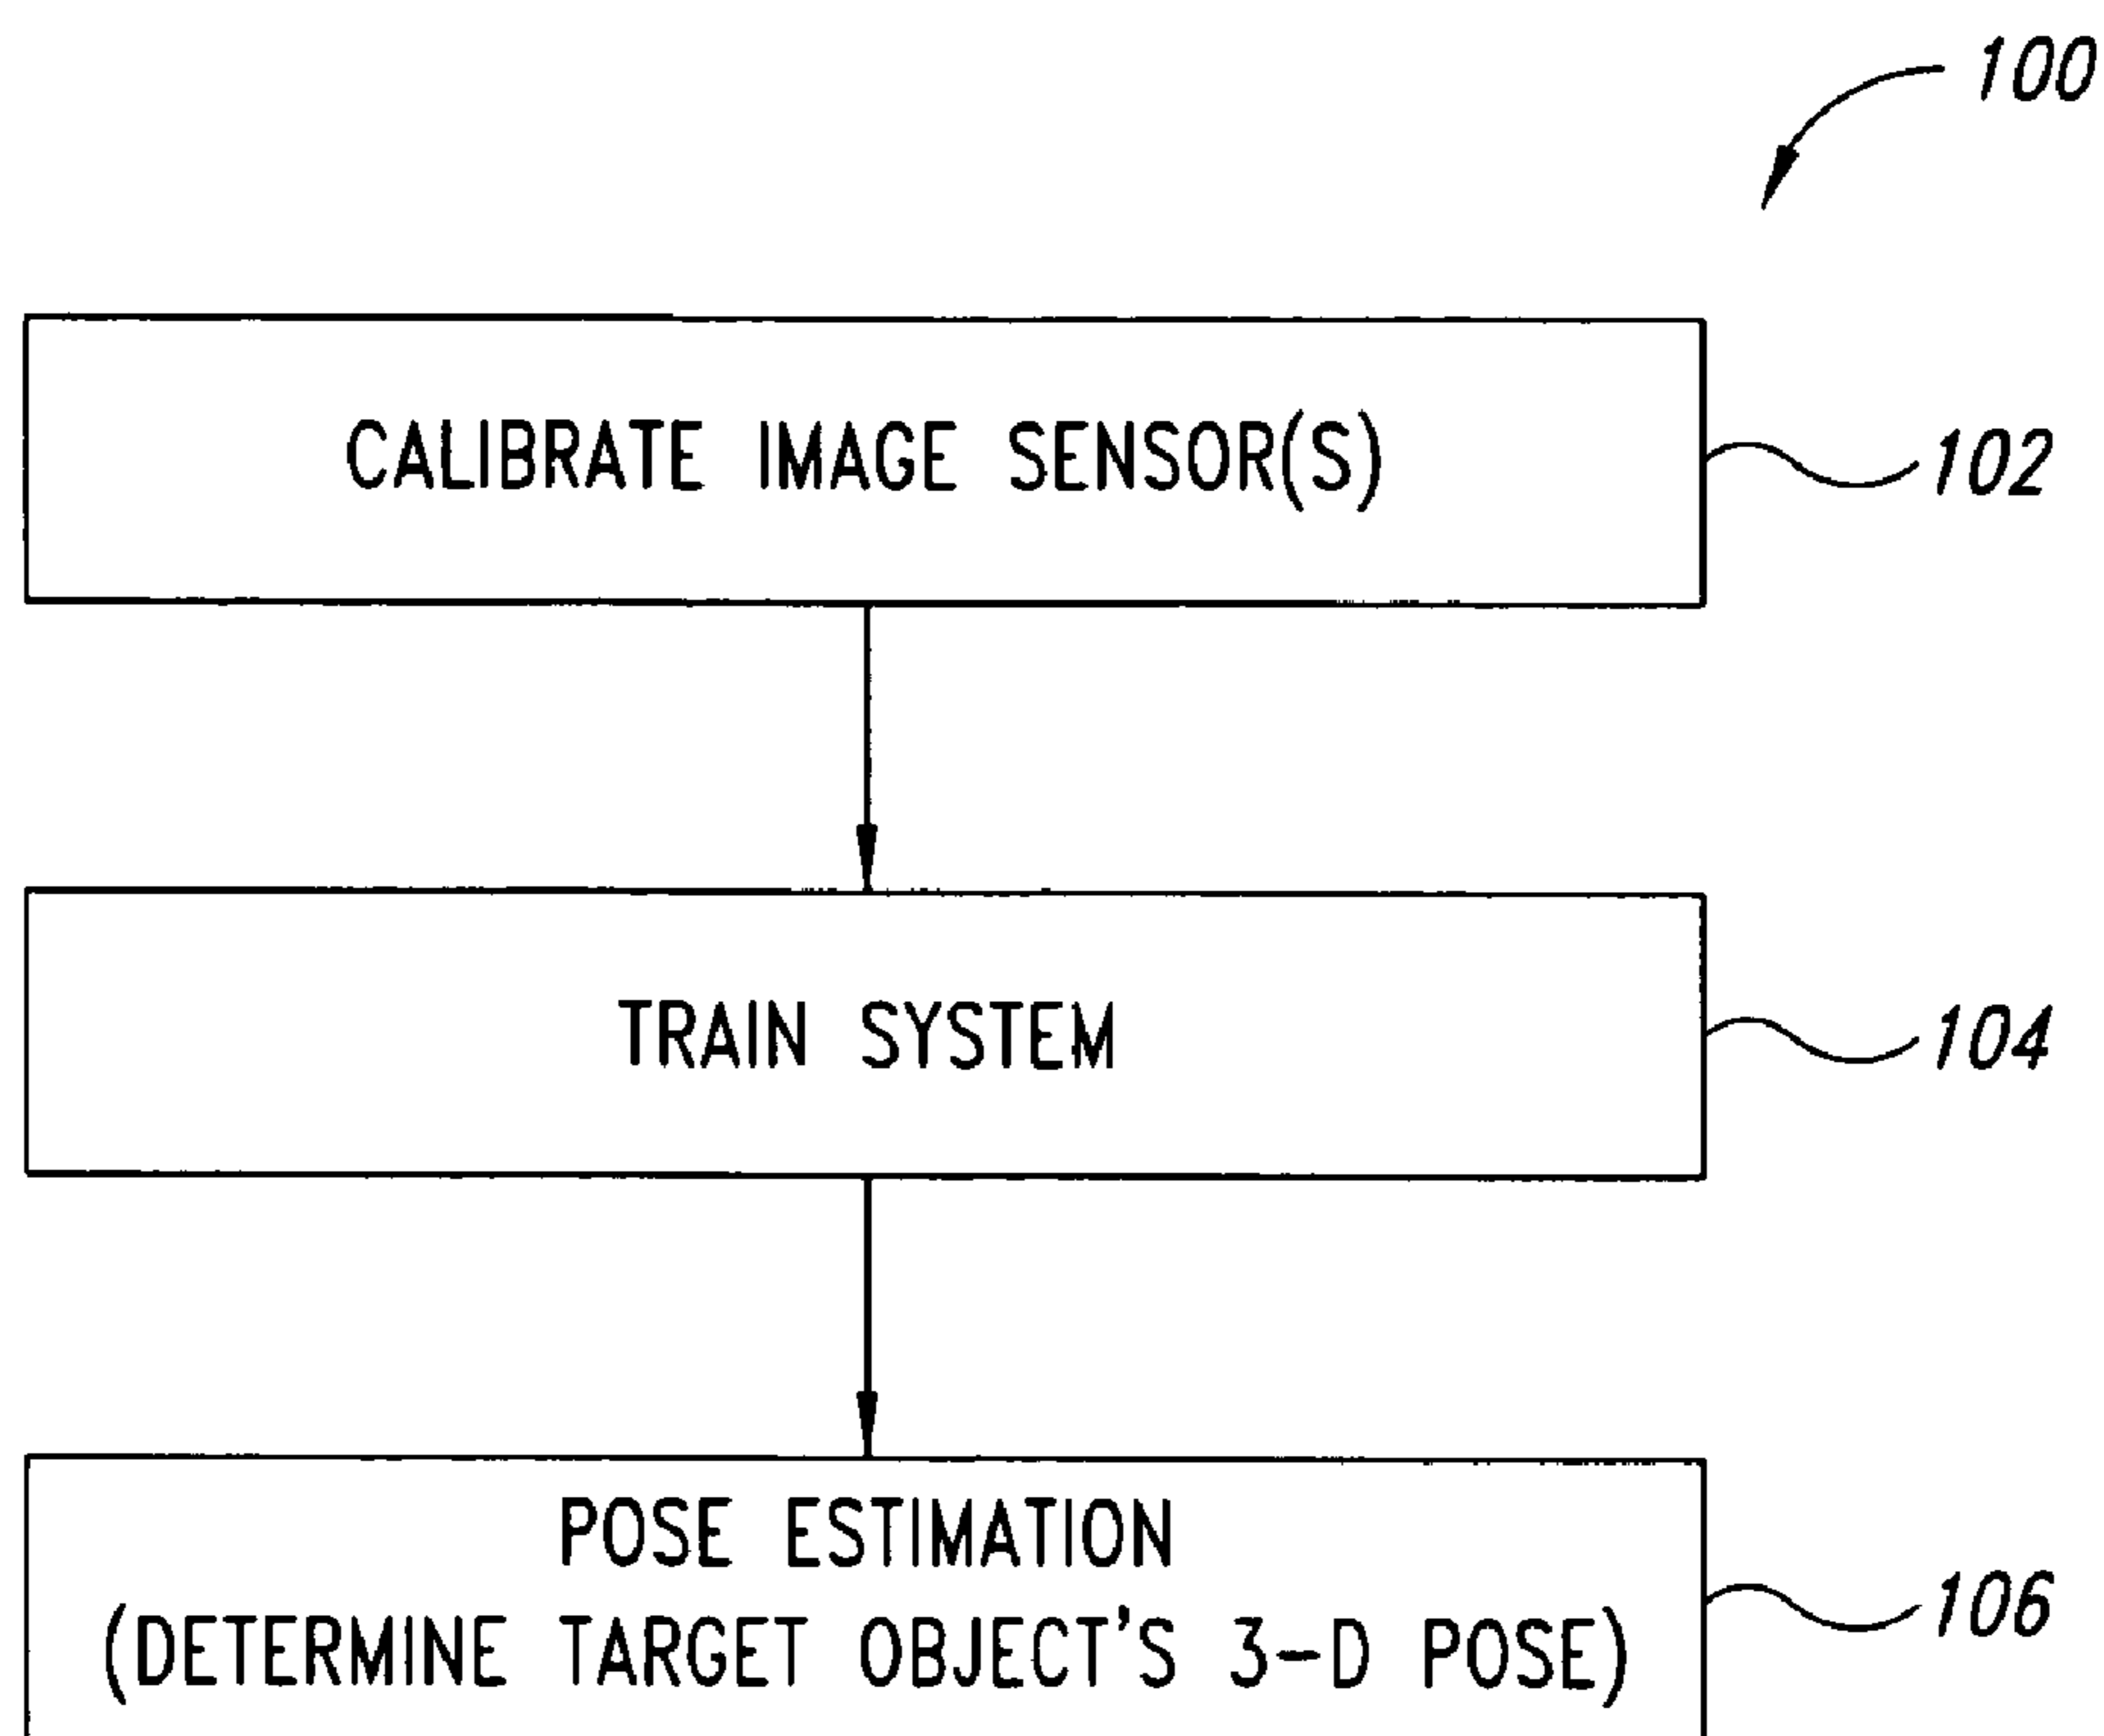 100
CALIBRATE IMAGE SENSOR(S)
102
TRAIN SYSTEM
104
POSE ESTIMATION
(DETERMINE TARGET OBJECT'S 3-D POSE)
106